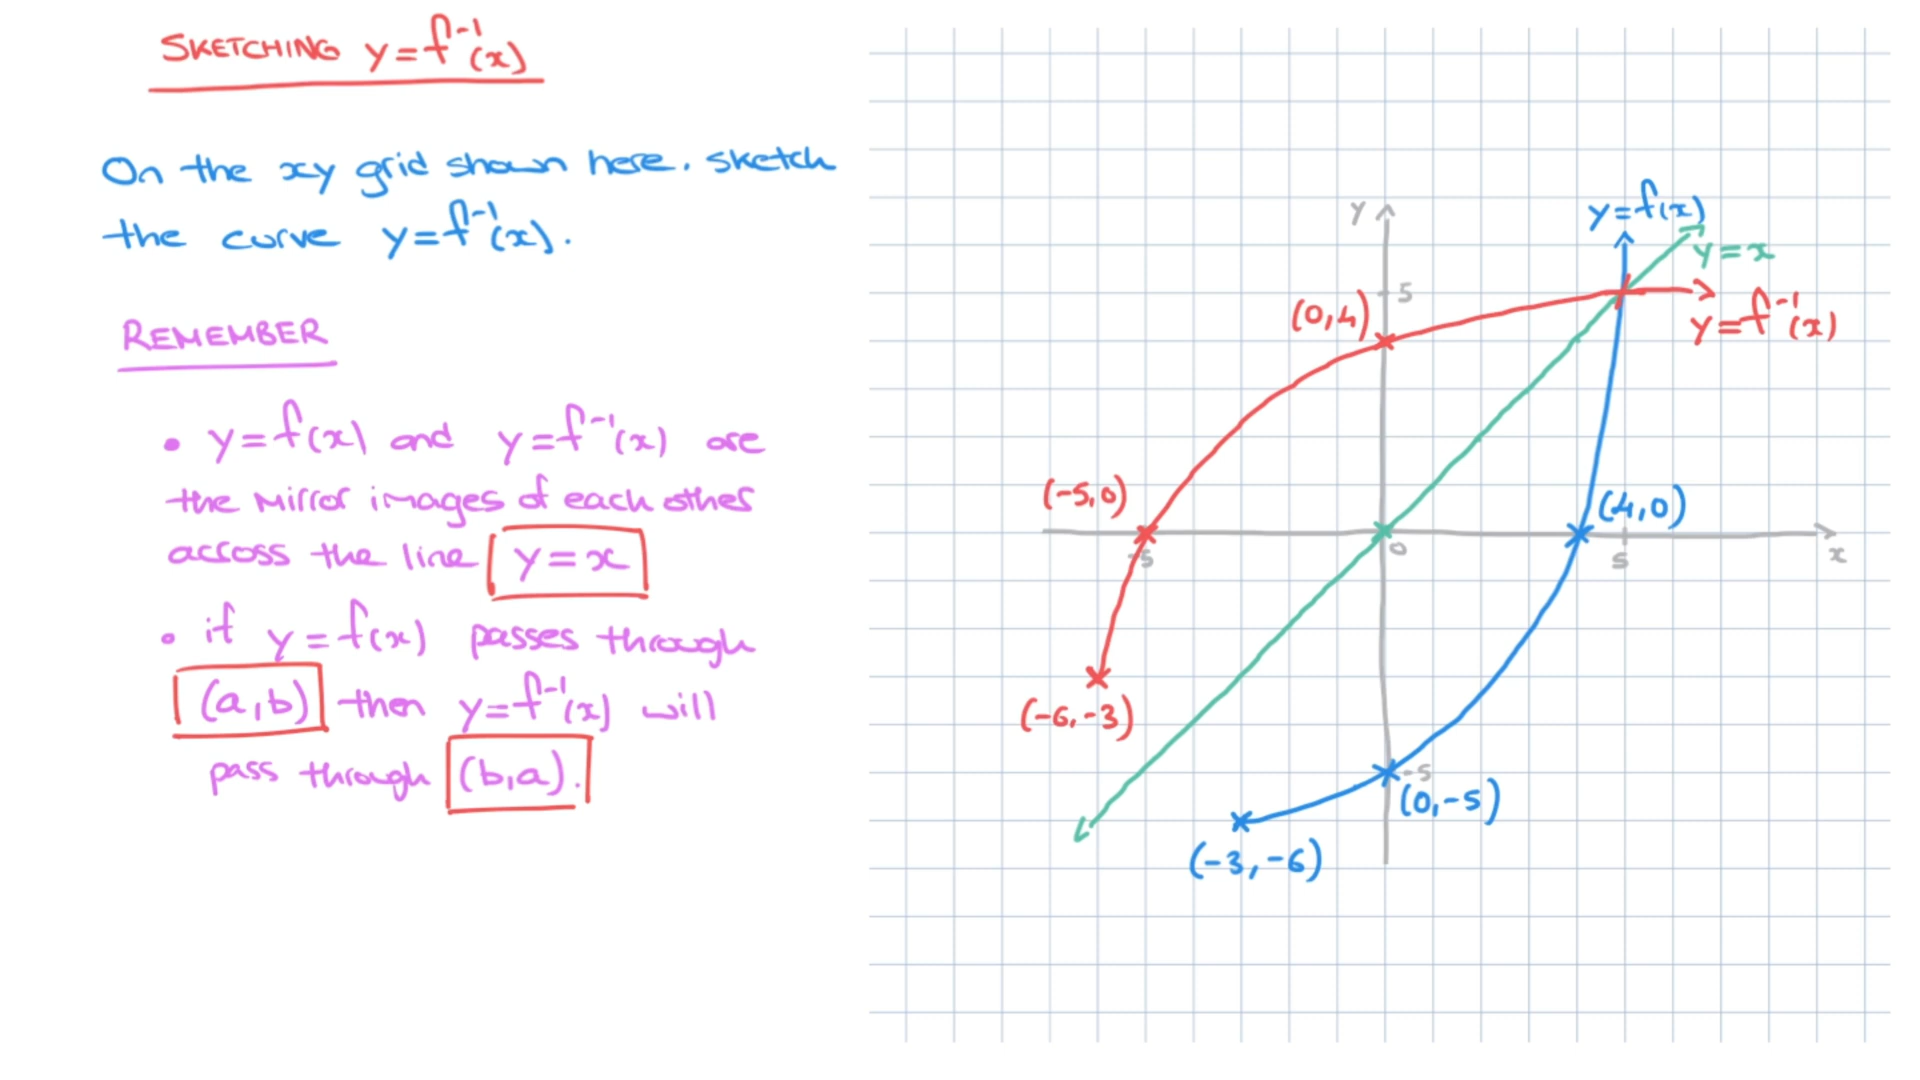 SKETCHING y=f⁻¹(x)
On the xy grid shown here. sketch
the curve y=f⁻¹(x).
REMEMBER
• y=f(x) and y=f⁻¹(x) are
the mirror images of each other
across the line y=x
• if y=f(x) passes through
(a,b) then y=f⁻¹(x) will
pass through (b,a).
y
y=f(x)
y=x
5
(0,4)
y=f⁻¹(x)
(-5,0)
(4,0)
-5
0
5
x
(-6,-3)
-5
(0,-5)
(-3,-6)